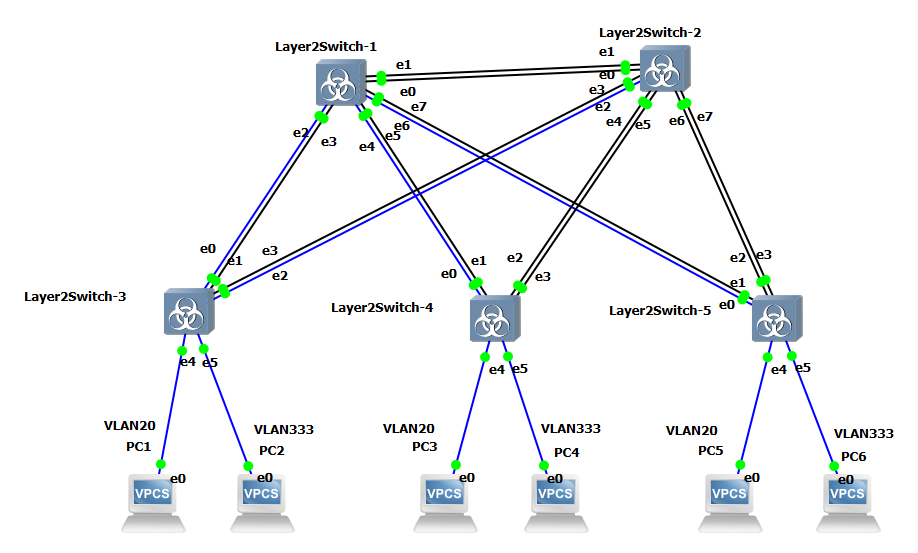 Layer2Switch-2
Layer2Switch-1
e1
e1
e0
e0
e3
e7
e2
e6
e4
e5
e6
e7
e2
e3
e5
e4
e0
e1
e3
e2
e1
e0
e2
e3
e2
e3
e1
e0
Layer2Switch-3
Layer2Switch-4
Layer2Switch-5
e4
e5
e4
e5
e4
e5
VLAN20
PC1
VLAN333
PC2
VLAN20
PC3
VLAN333
PC4
VLAN20
PC5
VLAN333
PC6
e0
e0
e0
e0
e0
e0
VPCS
VPCS
VPCS
VPCS
VPCS
VPCS